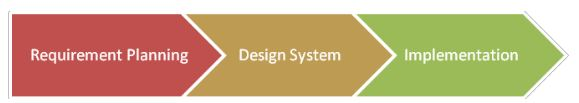 Requirement Planning
Design System
Implementation